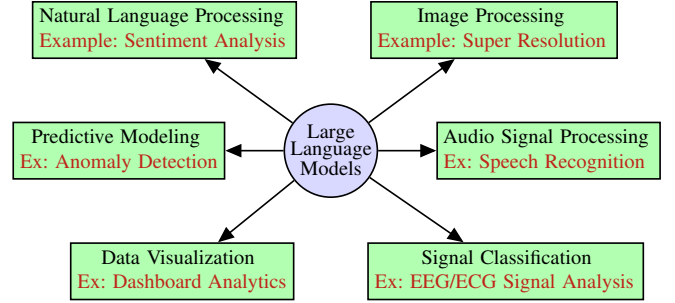 Natural Language Processing
Example: Sentiment Analysis
Image Processing
Example: Super Resolution
Predictive Modeling
Ex: Anomaly Detection
Large
Language
Models
Audio Signal Processing
Ex: Speech Recognition
Data Visualization
Ex: Dashboard Analytics
Signal Classification
Ex: EEG/ECG Signal Analysis